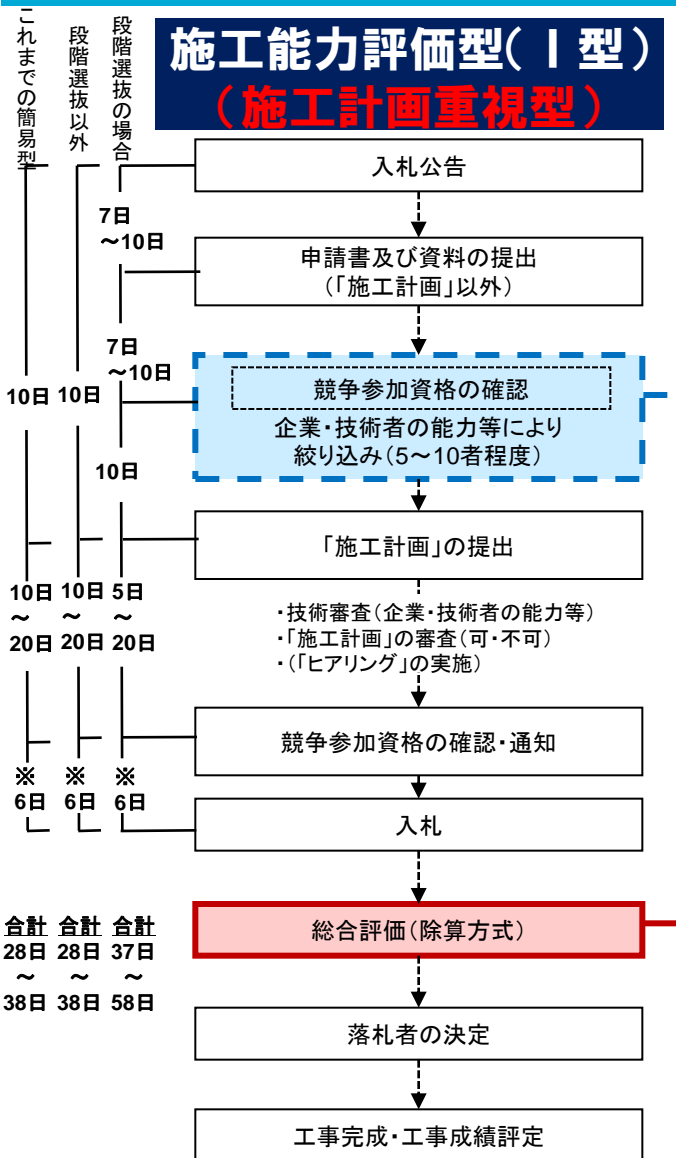 これまでの簡易型
段階選抜以外
段階選抜の場合
施工能力評価型(Ⅰ型)
(施工計画重視型)
入札公告
7日
～10日
申請書及び資料の提出
(「施工計画」以外)
7日
～10日
競争参加資格の確認
企業・技術者の能力等により
絞り込み(5～10者程度)
10日 10日
10日
「施工計画」の提出
10日 10日 5日
～ ～ ～
20日 20日 20日
・技術審査(企業・技術者の能力等)
・「施工計画」の審査(可・不可)
・(「ヒアリング」の実施)
競争参加資格の確認・通知
※ ※ ※
6日 6日 6日
入札
合計 合計 合計
28日 28日 37日
～ ～ ～
38日 38日 58日
総合評価(除算方式)
落札者の決定
工事完成・工事成績評定